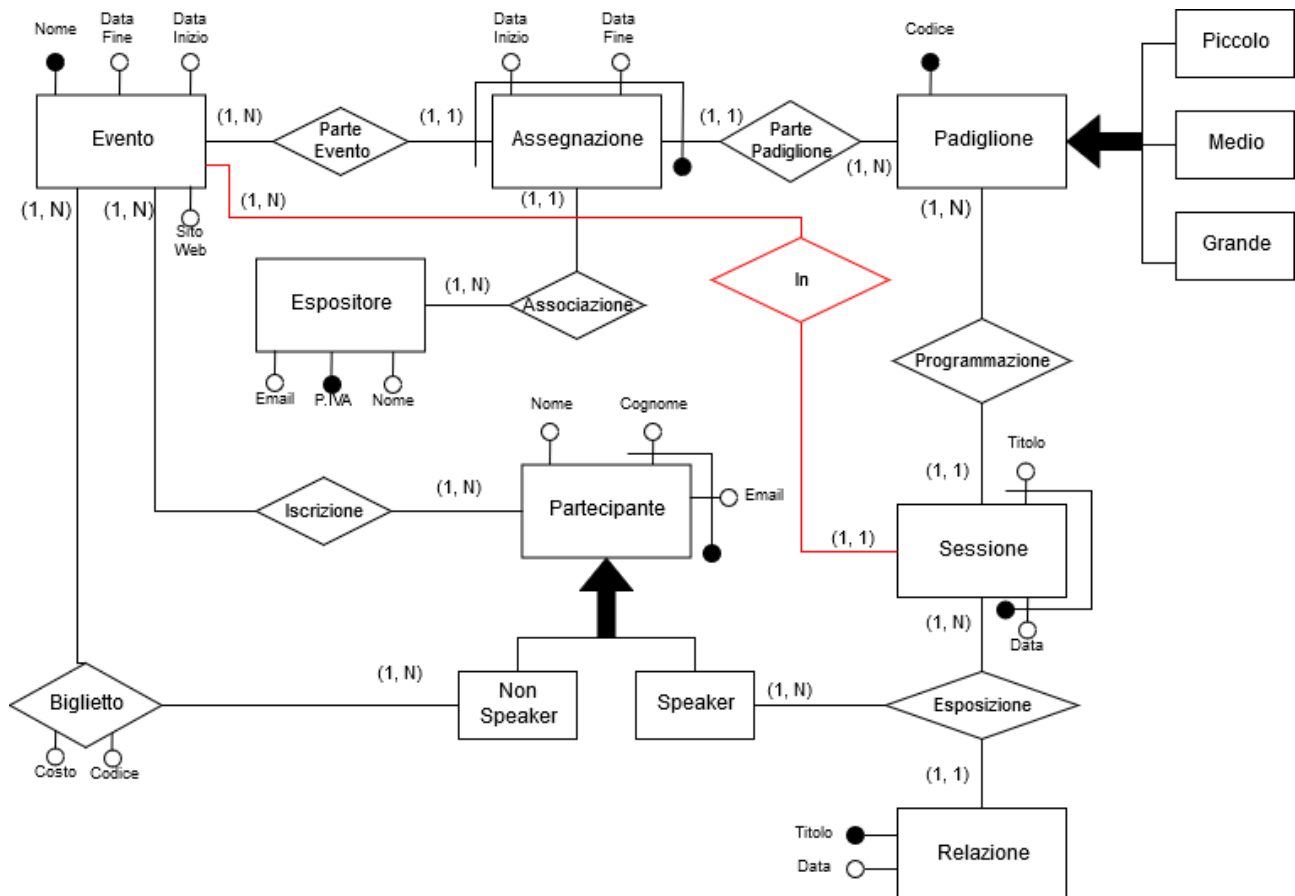 Nome
Data
Fine
Data
Inizio
Data
Inizio
Data
Fine
Codice
Piccolo
(1, N)
(1, 1)
(1, 1)
Evento
Parte
Evento
Assegnazione
Parte
Padiglione
Padiglione
Medio
(1, N)
(1, N)
(1, N)
(1, N)
(1, 1)
(1, N)
Sito
Web
Grande
Espositore
(1, N)
Associazione
In
Email
P.IVA
Nome
Programmazione
Nome
Cognome
Titolo
(1, N)
(1, 1)
Iscrizione
Partecipante
Email
(1, 1)
Sessione
(1, N)
Data
(1, N)
Biglietto
Non
Speaker
Speaker
(1, N)
Esposizione
Costo
Codice
(1, 1)
Titolo
Data
Relazione